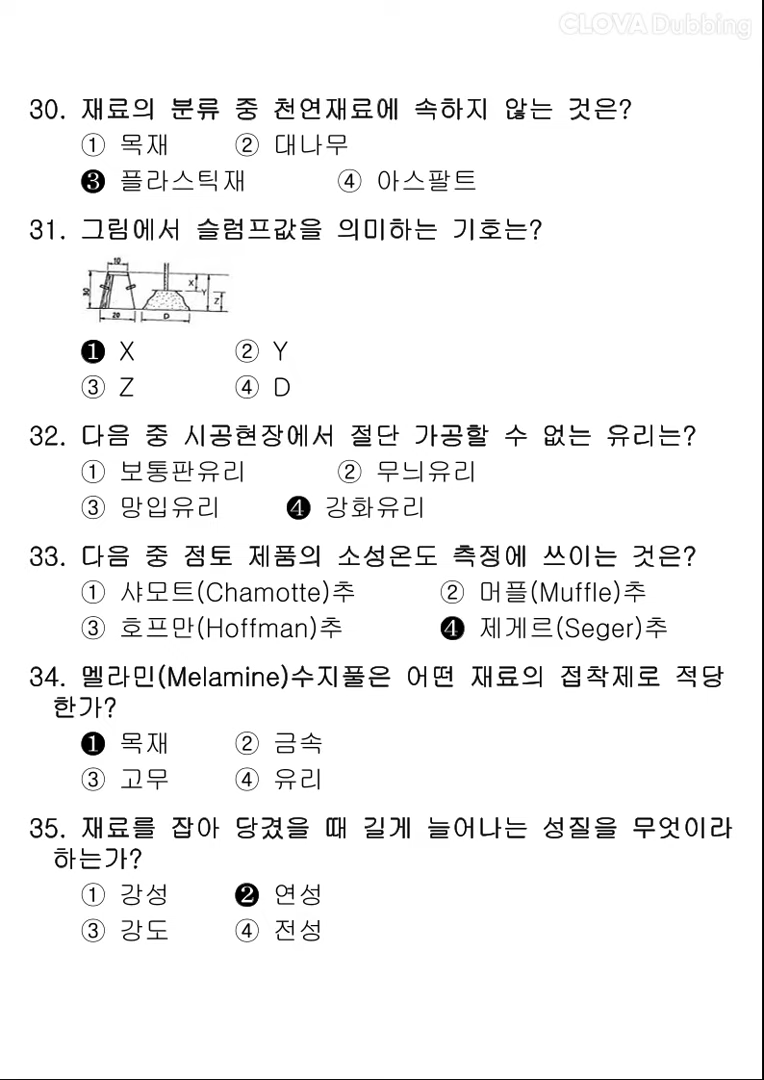 CLOVA Dubbing
30. 재료의 분류 중 천연재료에 속하지 않는 것은?
① 목재 ② 대나무
❸ 플라스틱재 ④ 아스팔트
31. 그림에서 슬럼프값을 의미하는 기호는?
10
30 X Y Z
20 D
❶ X ② Y
③ Z ④ D
32. 다음 중 시공현장에서 절단 가공할 수 없는 유리는?
① 보통판유리 ② 무늬유리
③ 망입유리 ❹ 강화유리
33. 다음 중 점토 제품의 소성온도 측정에 쓰이는 것은?
① 샤모트(Chamotte)추 ② 머플(Muffle)추
③ 호프만(Hoffman)추 ❹ 제게르(Seger)추
34. 멜라민(Melamine)수지풀은 어떤 재료의 접착제로 적당
한가?
❶ 목재 ② 금속
③ 고무 ④ 유리
35. 재료를 잡아 당겼을 때 길게 늘어나는 성질을 무엇이라
하는가?
① 강성 ❷ 연성
③ 강도 ④ 전성